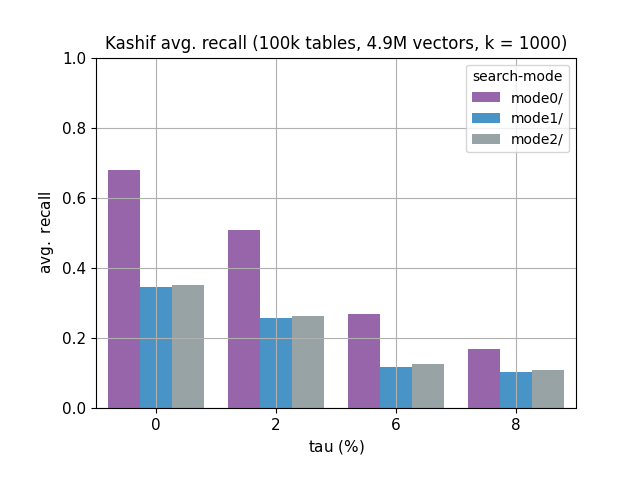 Kashif avg. recall (100k tables, 4.9M vectors, k = 1000)
1.0
0.8
0.6
0.4
0.2
0.0
avg. recall
search-mode
mode0/
mode1/
mode2/
0 2 6 8
tau (%)